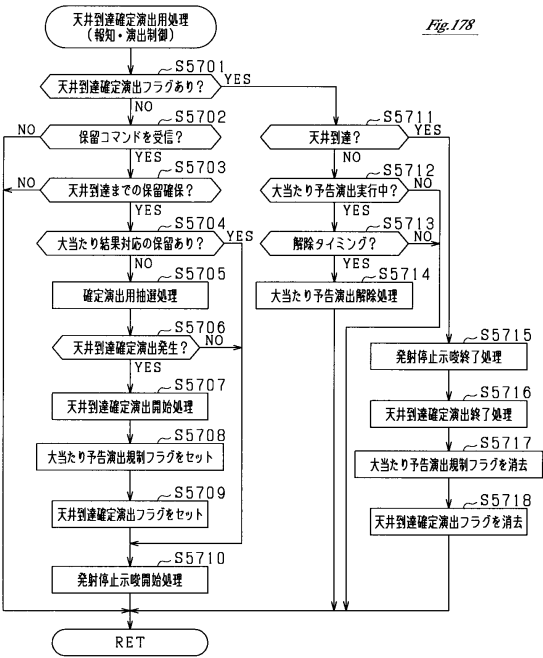 天井到達確定演出用処理
(報知・演出制御)
Fig.178
S5701
天井到達確定演出フラグあり?
YES
NO
S5702
NO
保留コマンドを受信?
YES
S5703
NO
天井到達までの保留確保?
YES
S5704
大当たり結果対応の保留あり?
YES
NO
S5705
確定演出用抽選処理
S5706
天井到達確定演出発生?
NO
YES
S5707
天井到達確定演出開始処理
S5708
大当たり予告演出規制フラグをセット
S5709
天井到達確定演出フラグをセット
S5710
発射停止示唆開始処理
S5711
天井到達?
YES
NO
S5712
大当たり予告演出実行中?
NO
YES
S5713
解除タイミング?
NO
YES
S5714
大当たり予告演出解除処理
S5715
発射停止示唆終了処理
S5716
天井到達確定演出終了処理
S5717
大当たり予告演出規制フラグを消去
S5718
天井到達確定演出フラグを消去
RET